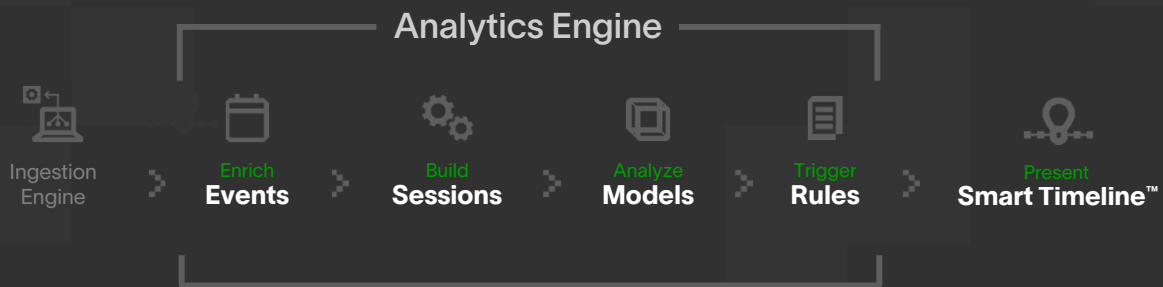 Analytics Engine
Ingestion
Engine
Enrich
Events
Build
Sessions
Analyze
Models
Trigger
Rules
Present
Smart Timeline™